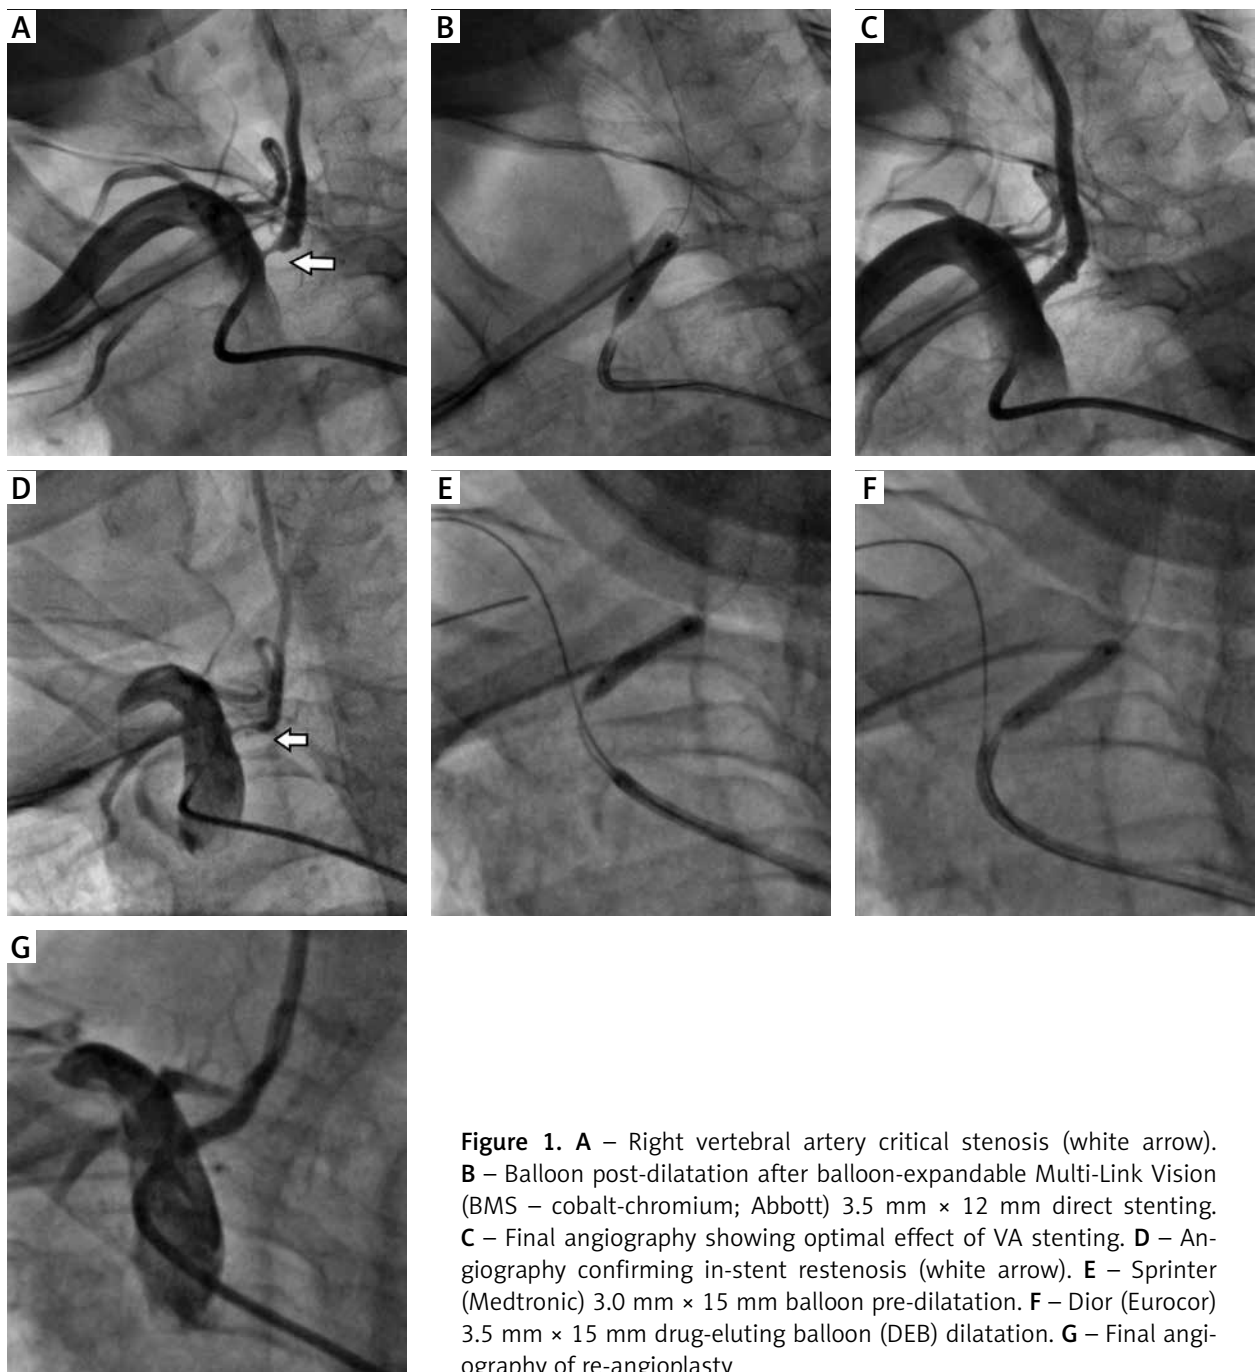 A
B
C
D
E
F
G
Figure 1. A – Right vertebral artery critical stenosis (white arrow).
B – Balloon post-dilatation after balloon-expandable Multi-Link Vision
(BMS – cobalt-chromium; Abbott) 3.5 mm × 12 mm direct stenting.
C – Final angiography showing optimal effect of VA stenting. D – An-
giography confirming in-stent restenosis (white arrow). E – Sprinter
(Medtronic) 3.0 mm × 15 mm balloon pre-dilatation. F – Dior (Eurocor)
3.5 mm × 15 mm drug-eluting balloon (DEB) dilatation. G – Final angi-
ography of re-angioplasty